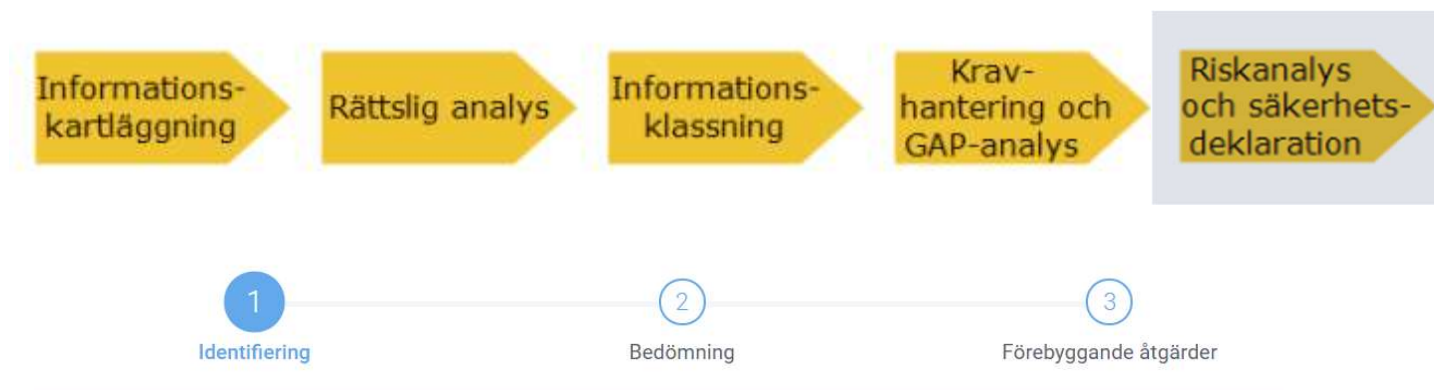 Informations-
kartläggning
Rättslig analys
Informations-
klassning
Krav-
hantering och
GAP-analys
Riskanalys
och säkerhets-
deklaration
1
Identifiering
2
Bedömning
3
Förebyggande åtgärder